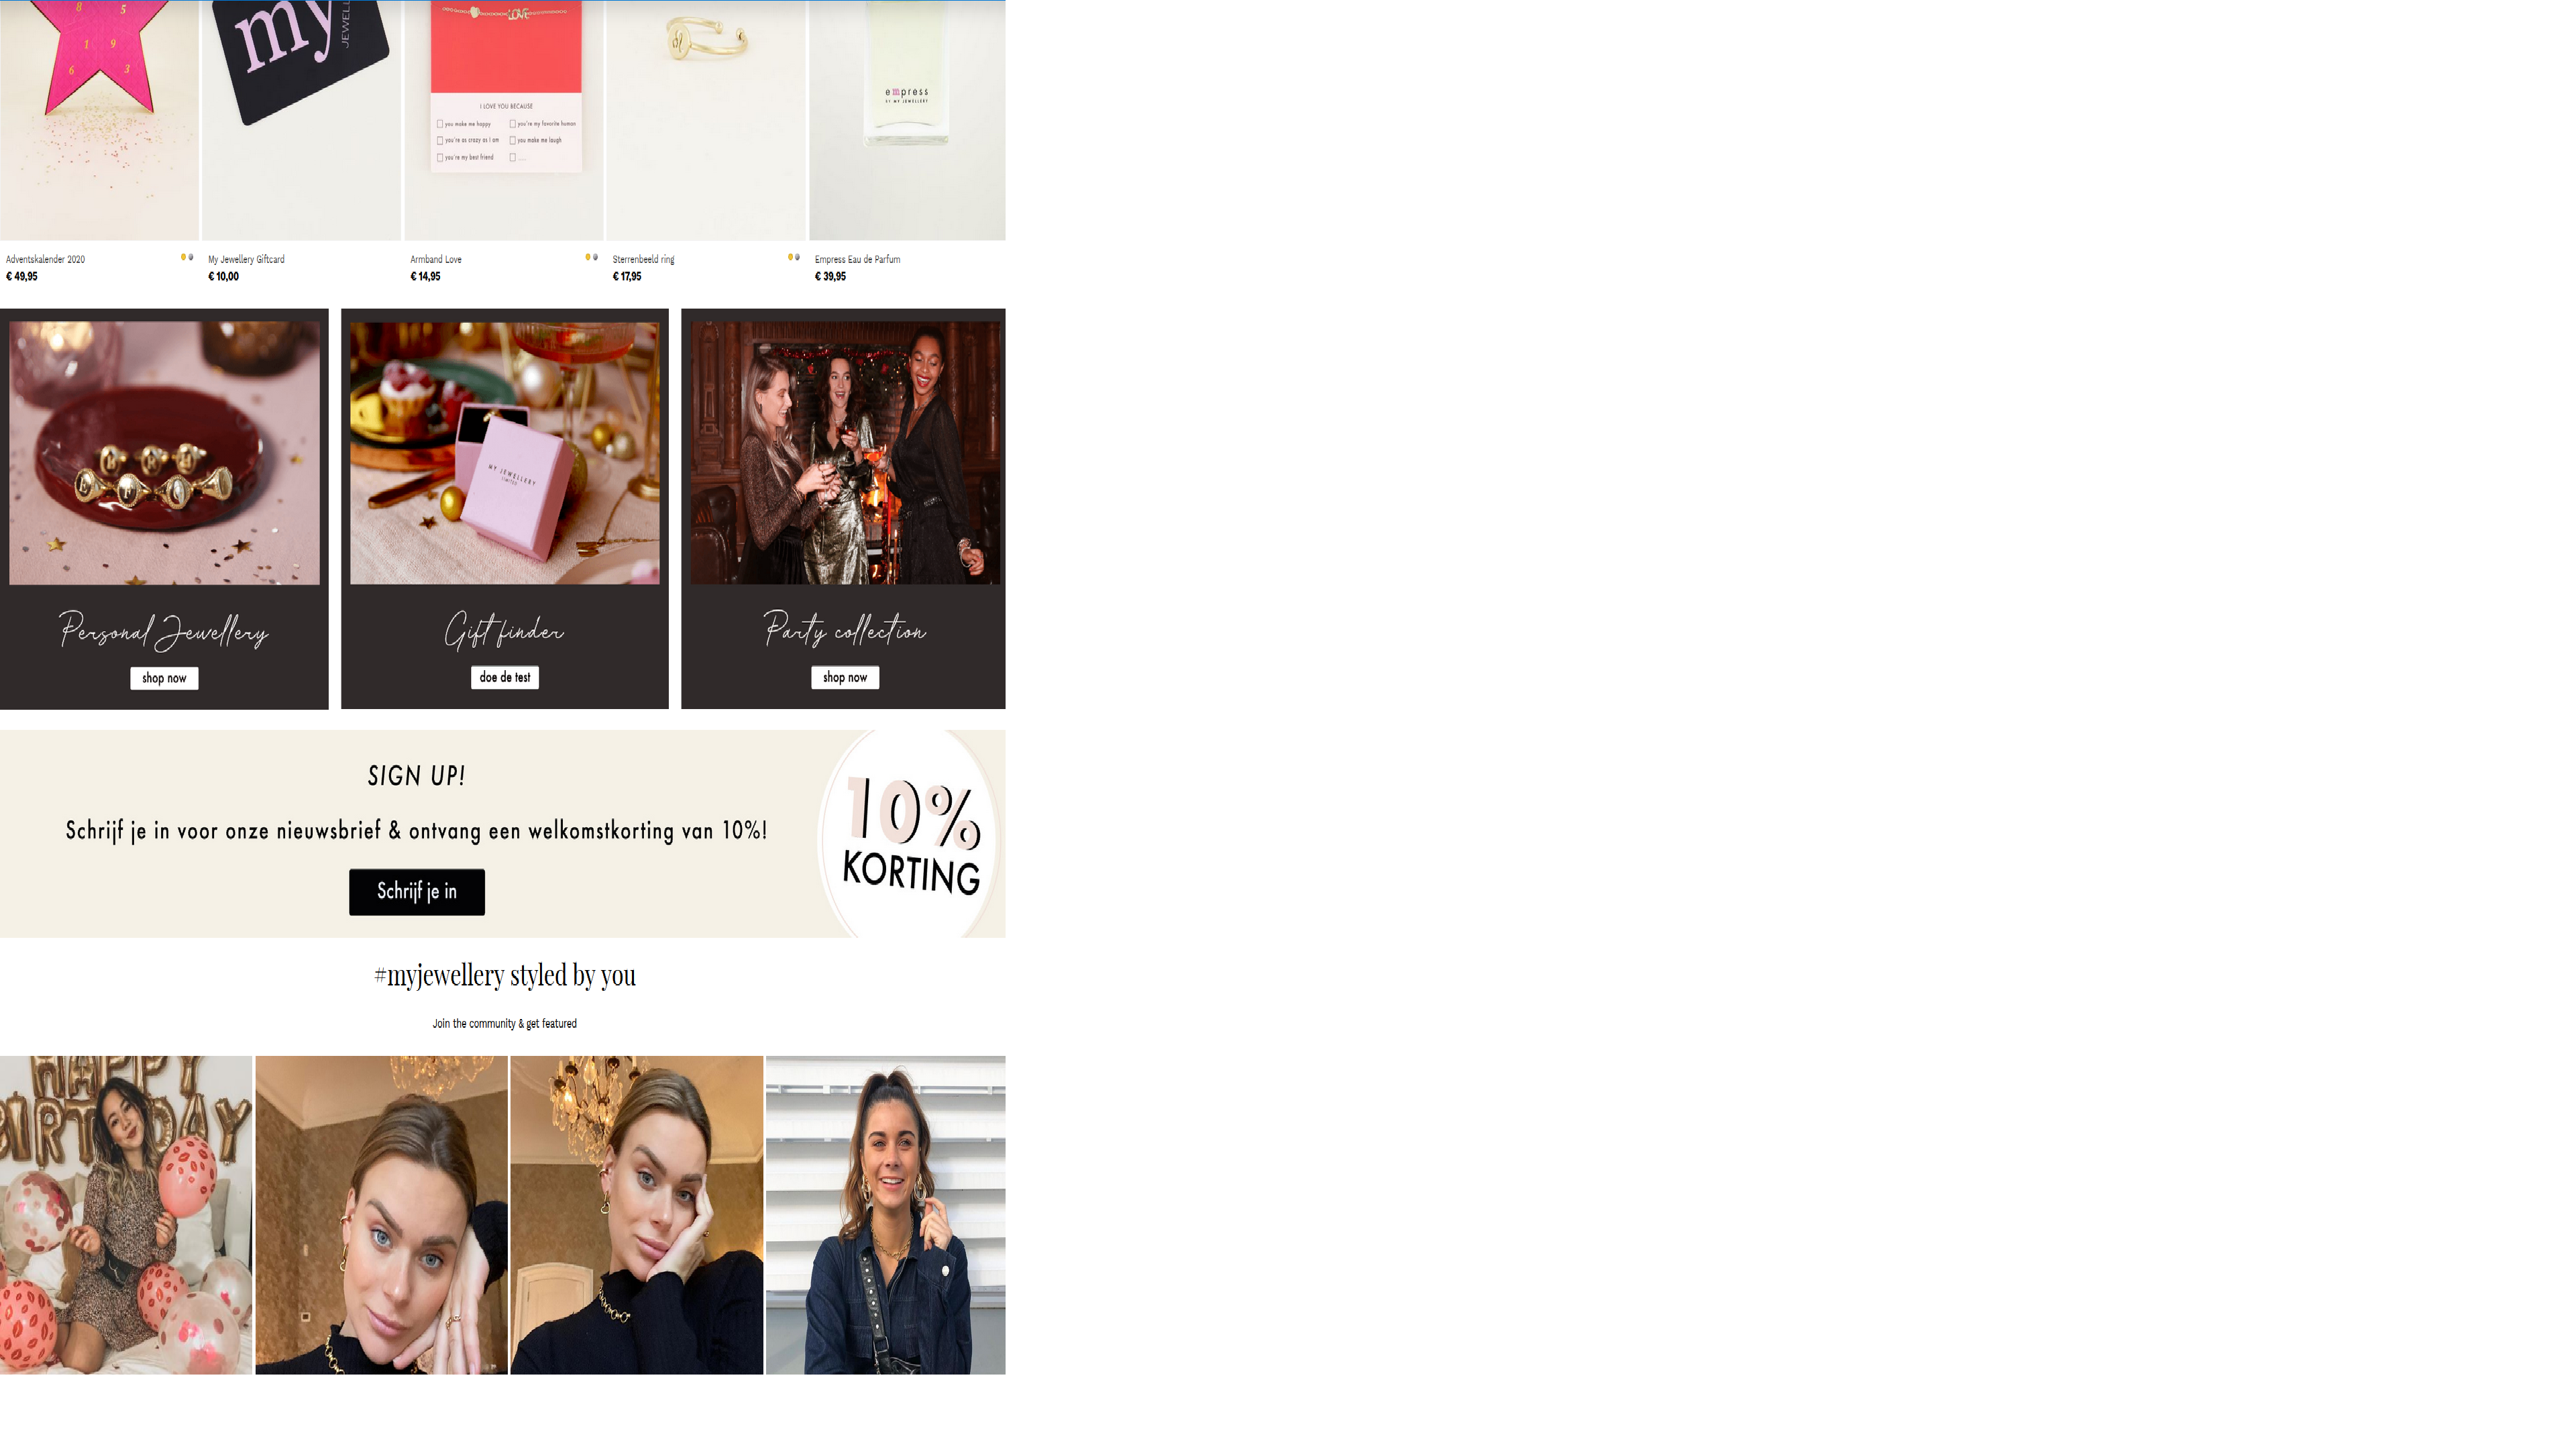 8 5
1 9
6 3
my
JEWELL
LOVE
I LOVE YOU BECAUSE
you make me happy you're my favorite human
you're as crazy as I am you make me laugh
you're my best friend ....
empress
BY MY JEWELLERY
Adventskalender 2020
€ 49,95
My Jewellery Giftcard
€ 10,00
Armband Love
€ 14,95
Sterrenbeeld ring
€ 17,95
Empress Eau de Parfum
€ 39,95
MY JEWELLERY
LIMITED
Personal Jewellery
shop now
Gift finder
doe de test
Party collection
shop now
SIGN UP!
Schrijf je in voor onze nieuwsbrief & ontvang een welkomstkorting van 10%!
Schrijf je in
10%
KORTING
#myjewellery styled by you
Join the community & get featured
HAPPY
BIRTHDAY